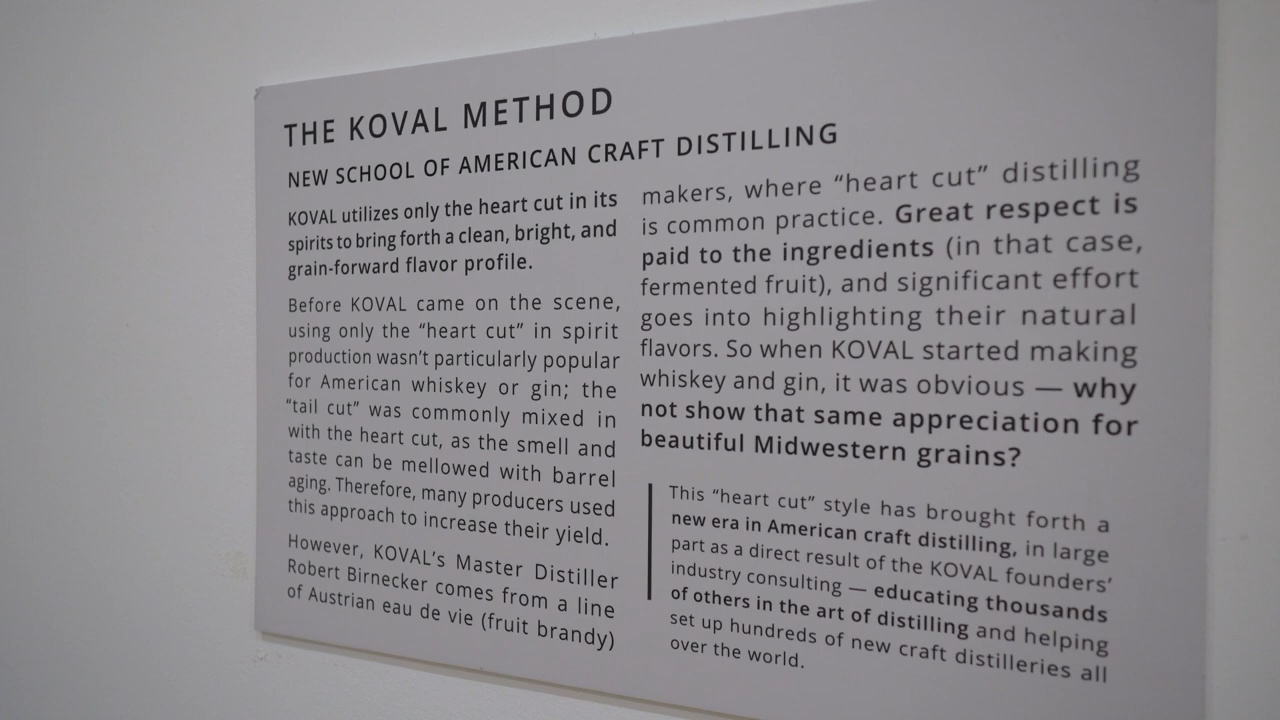 THE KOVAL METHOD
NEW SCHOOL OF AMERICAN CRAFT DISTILLING
KOVAL utilizes only the heart cut in its
spirits to bring forth a clean, bright, and
grain-forward flavor profile.
Before KOVAL came on the scene,
using only the “heart cut” in spirit
production wasn’t particularly popular
for American whiskey or gin; the
“tail cut” was commonly mixed in
with the heart cut, as the smell and
taste can be mellowed with barrel
aging. Therefore, many producers used
this approach to increase their yield.
However, KOVAL’s Master Distiller
Robert Birnecker comes from a line
of Austrian eau de vie (fruit brandy)
makers, where “heart cut” distilling
is common practice. Great respect is
paid to the ingredients (in that case,
fermented fruit), and significant effort
goes into highlighting their natural
flavors. So when KOVAL started making
whiskey and gin, it was obvious — why
not show that same appreciation for
beautiful Midwestern grains?
This “heart cut” style has brought forth a
new era in American craft distilling, in large
part as a direct result of the KOVAL founders’
industry consulting — educating thousands
of others in the art of distilling and helping
set up hundreds of new craft distilleries all
over the world.